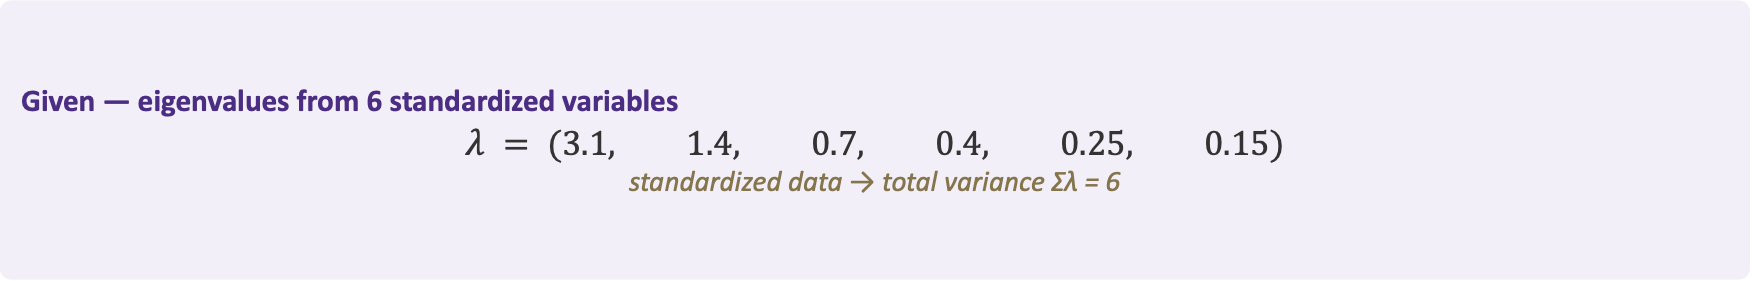 Given — eigenvalues from 6 standardized variables
λ = (3.1, 1.4, 0.7, 0.4, 0.25, 0.15)
standardized data → total variance Σλ = 6